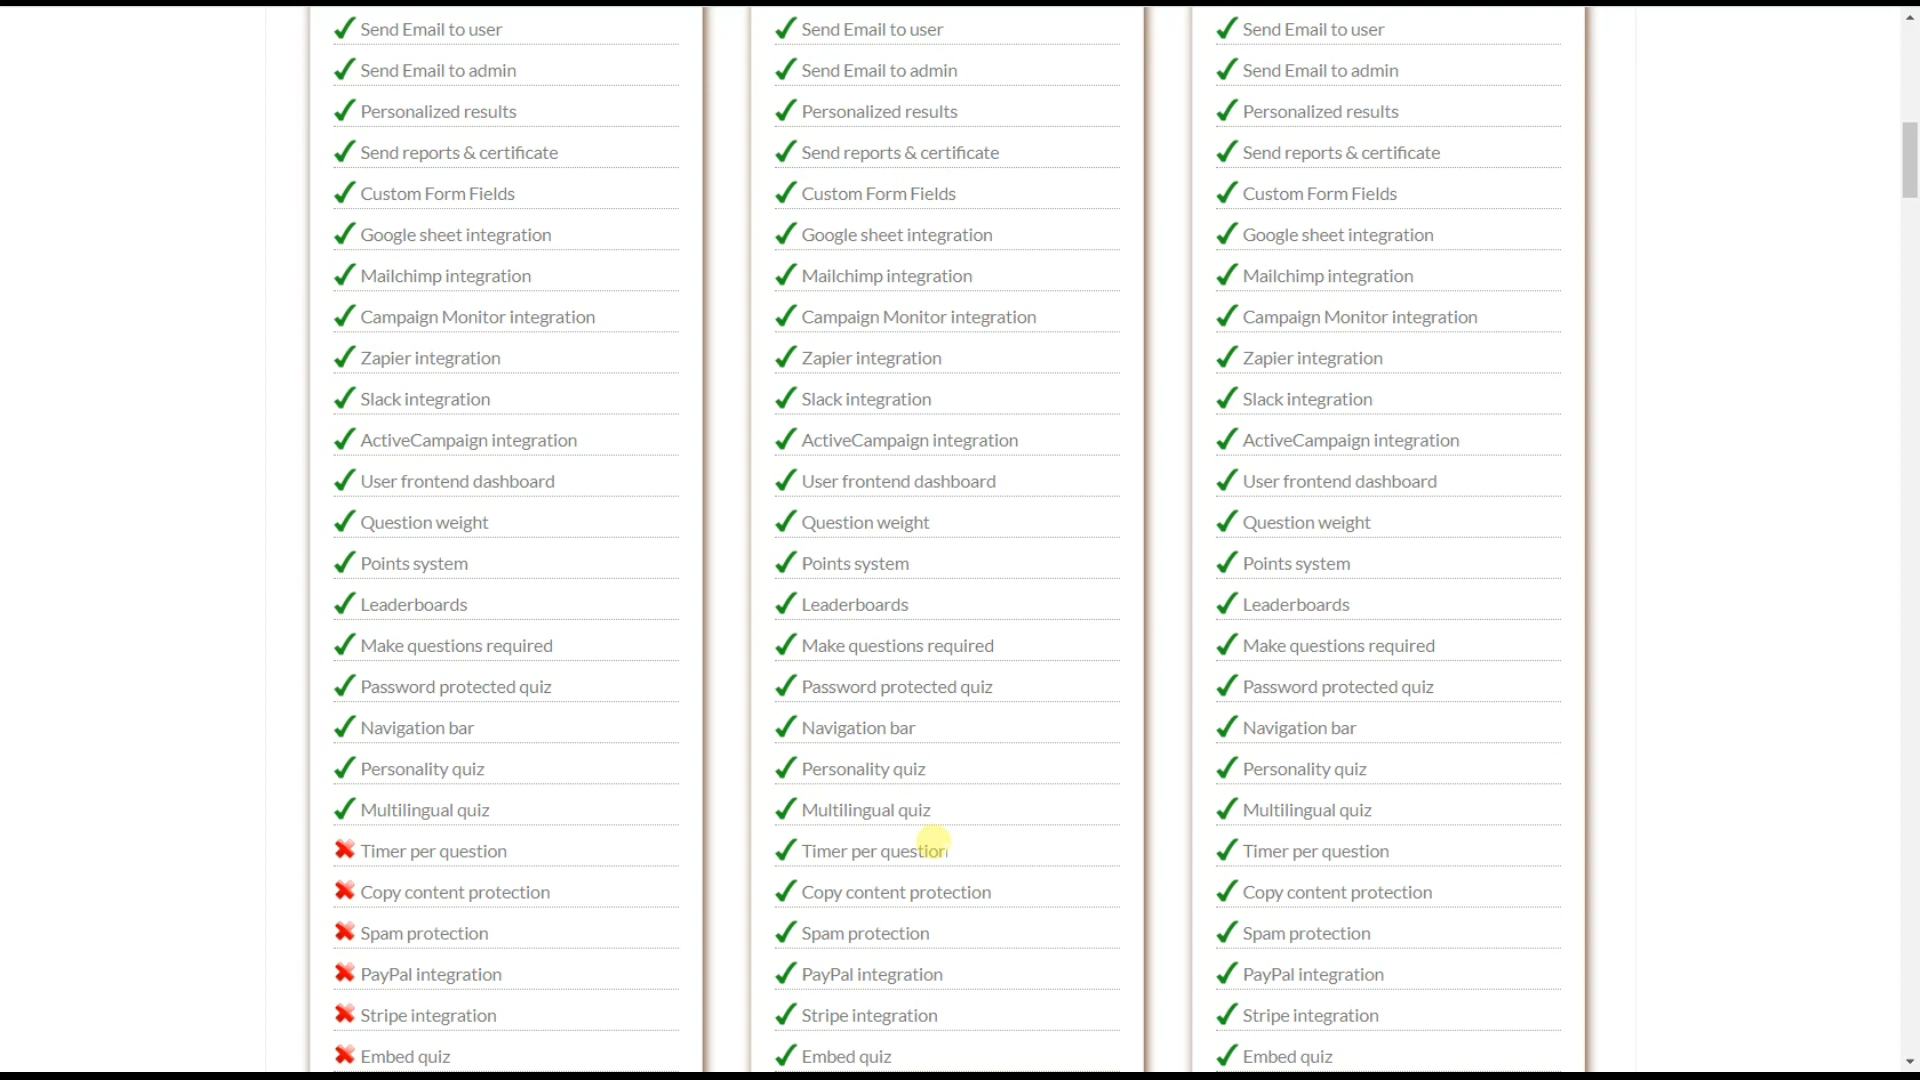 Send Email to user
Send Email to admin
Personalized results
Send reports & certificate
Custom Form Fields
Google sheet integration
Mailchimp integration
Campaign Monitor integration
Zapier integration
Slack integration
ActiveCampaign integration
User frontend dashboard
Question weight
Points system
Leaderboards
Make questions required
Password protected quiz
Navigation bar
Personality quiz
Multilingual quiz
Timer per question
Copy content protection
Spam protection
PayPal integration
Stripe integration
Embed quiz
Send Email to user
Send Email to admin
Personalized results
Send reports & certificate
Custom Form Fields
Google sheet integration
Mailchimp integration
Campaign Monitor integration
Zapier integration
Slack integration
ActiveCampaign integration
User frontend dashboard
Question weight
Points system
Leaderboards
Make questions required
Password protected quiz
Navigation bar
Personality quiz
Multilingual quiz
Timer per question
Copy content protection
Spam protection
PayPal integration
Stripe integration
Embed quiz
Send Email to user
Send Email to admin
Personalized results
Send reports & certificate
Custom Form Fields
Google sheet integration
Mailchimp integration
Campaign Monitor integration
Zapier integration
Slack integration
ActiveCampaign integration
User frontend dashboard
Question weight
Points system
Leaderboards
Make questions required
Password protected quiz
Navigation bar
Personality quiz
Multilingual quiz
Timer per question
Copy content protection
Spam protection
PayPal integration
Stripe integration
Embed quiz